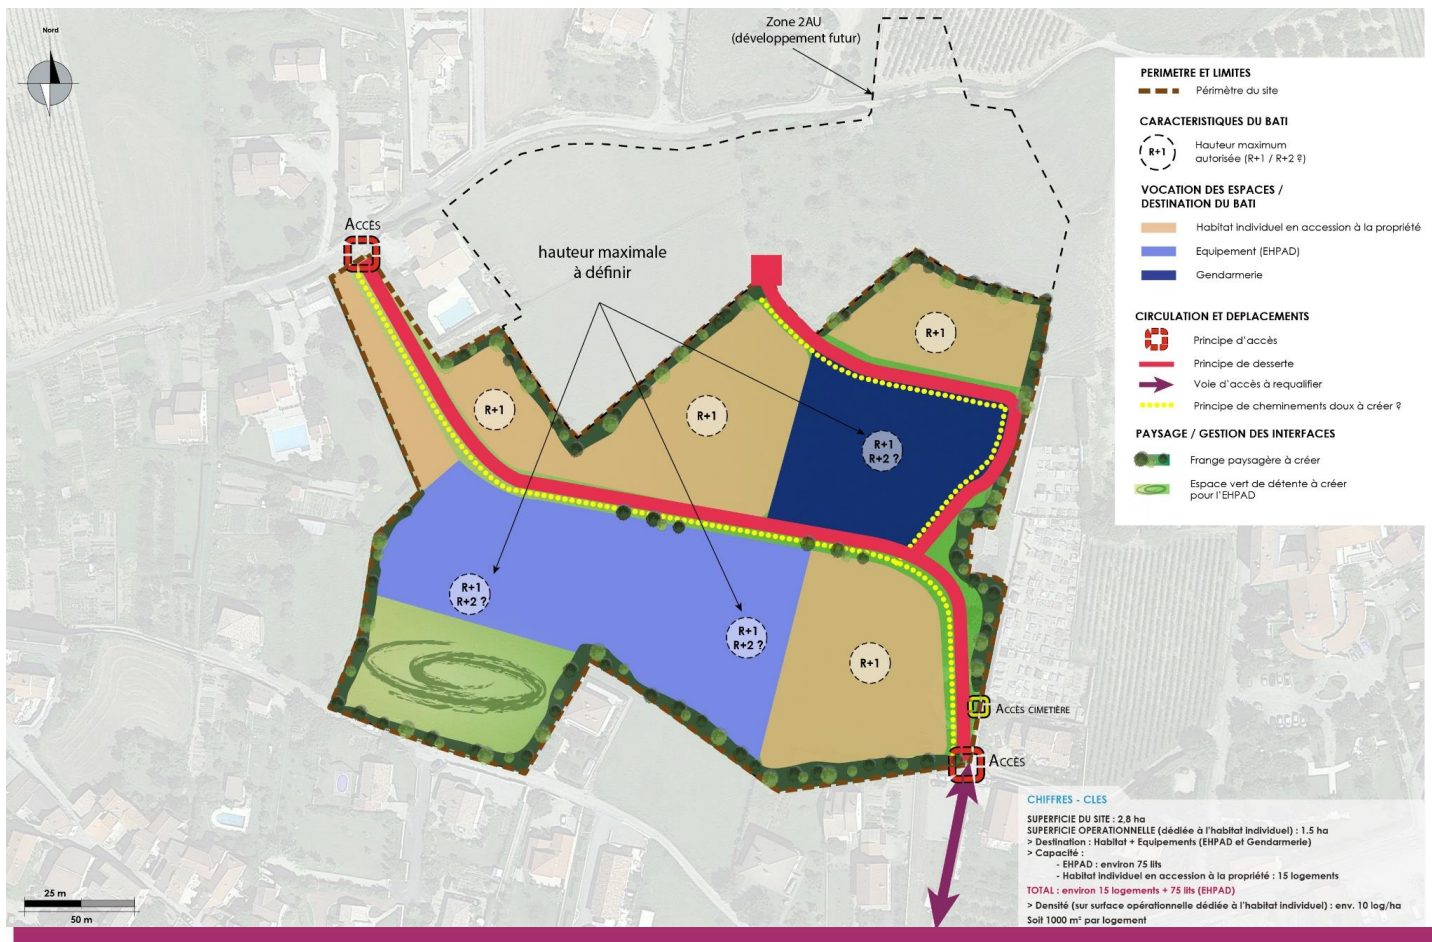 Nord
Zone 2AU
(développement futur)
ACCÈS
hauteur maximale
à définir
R+1
R+1
R+1
R+1
R+2 ?
R+1
R+2 ?
R+1
R+2 ?
R+1
ACCÈS CIMETIÈRE
ACCÈS
25 m
50 m
PERIMETRE ET LIMITES
Périmètre du site
CARACTERISTIQUES DU BATI
R+1
Hauteur maximum
autorisée (R+1 / R+2 ?)
VOCATION DES ESPACES /
DESTINATION DU BATI
Habitat individuel en accession à la propriété
Equipement (EHPAD)
Gendarmerie
CIRCULATION ET DEPLACEMENTS
Principe d'accès
Principe de desserte
Voie d'accès à requalifier
Principe de cheminements doux à créer ?
PAYSAGE / GESTION DES INTERFACES
Frange paysagère à créer
Espace vert de détente à créer
pour l'EHPAD
CHIFFRES - CLES
SUPERFICIE DU SITE : 2,8 ha
SUPERFICIE OPERATIONNELLE (dédiée à l'habitat individuel) : 1.5 ha
> Destination : Habitat + Equipements (EHPAD et Gendarmerie)
> Capacité :
- EHPAD : environ 75 lits
- Habitat individuel en accession à la propriété : 15 logements
TOTAL : environ 15 logements + 75 lits (EHPAD)
> Densité (sur surface opérationnelle dédiée à l'habitat individuel) : env. 10 log/ha
Soit 1000 m² par logement